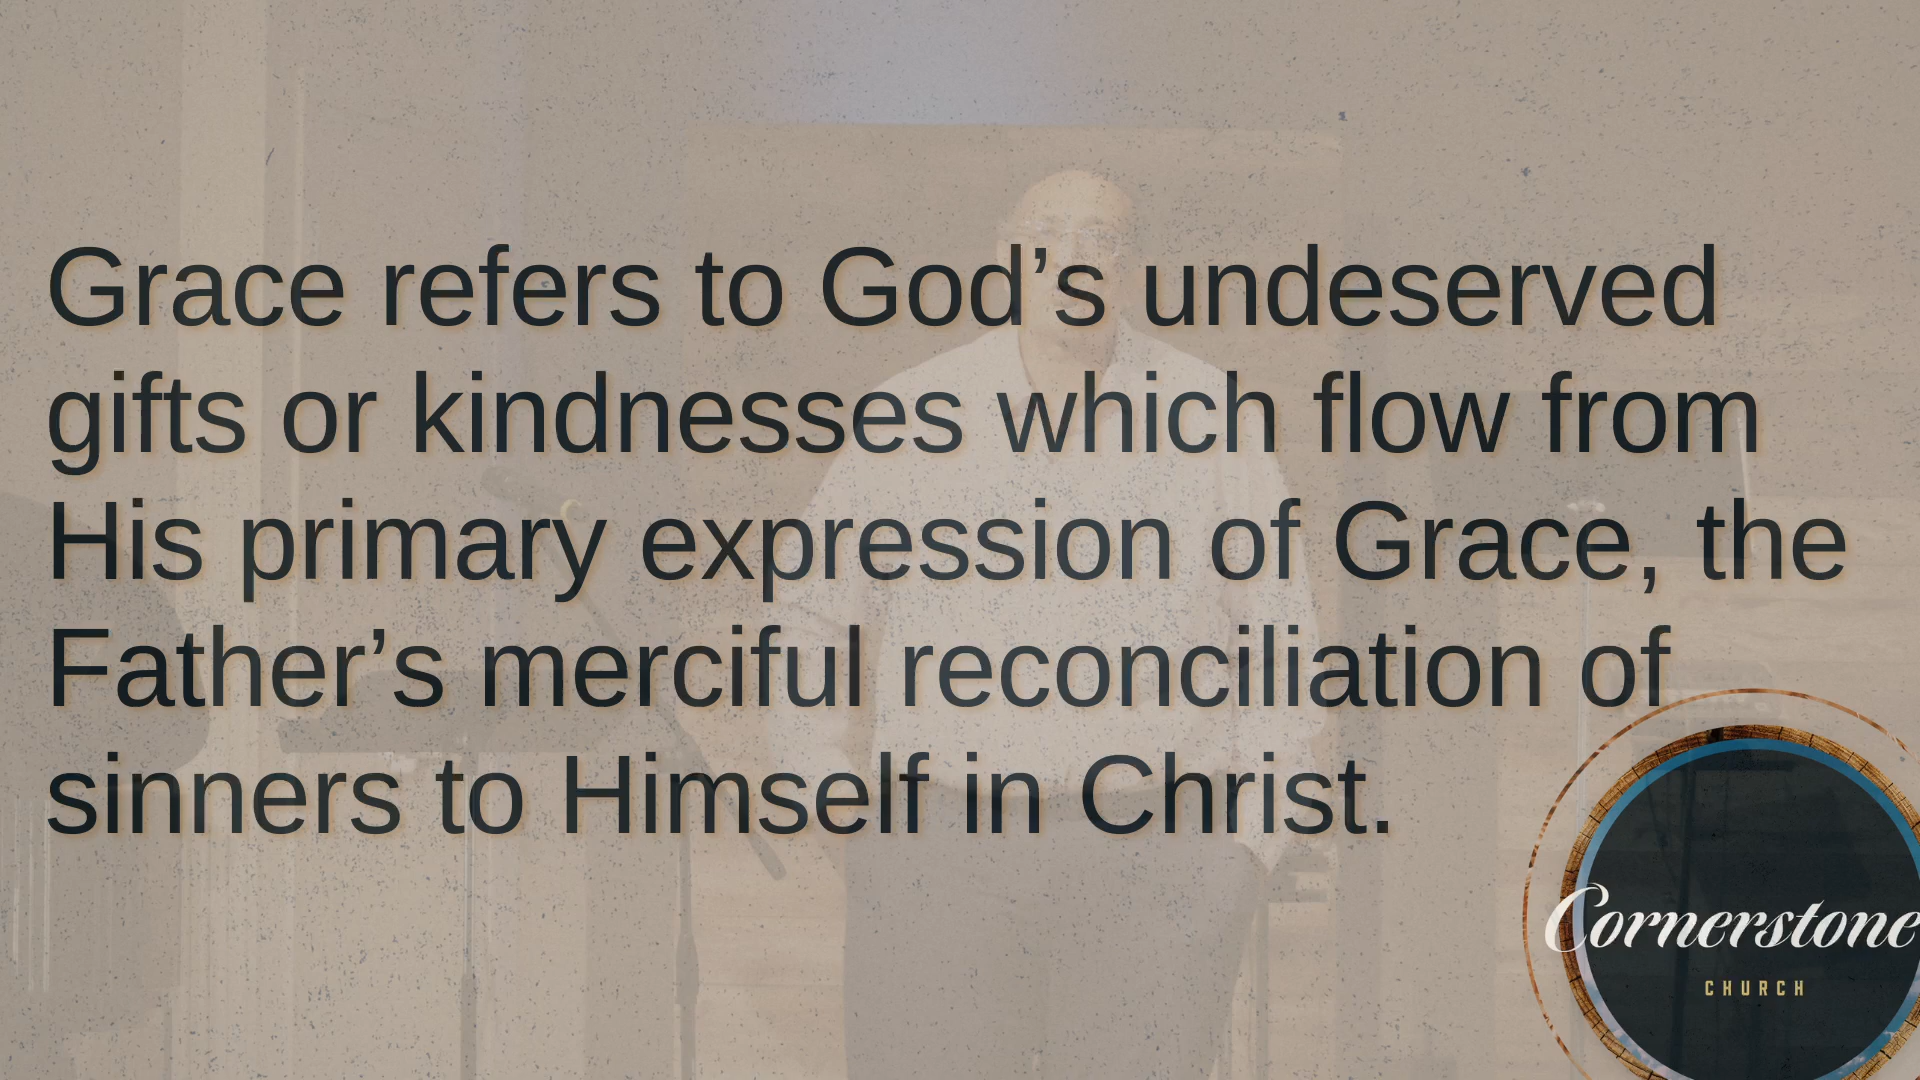 Grace refers to God’s undeserved
gifts or kindnesses which flow from
His primary expression of Grace, the
Father’s merciful reconciliation of
sinners to Himself in Christ.
Cornerstone
CHURCH